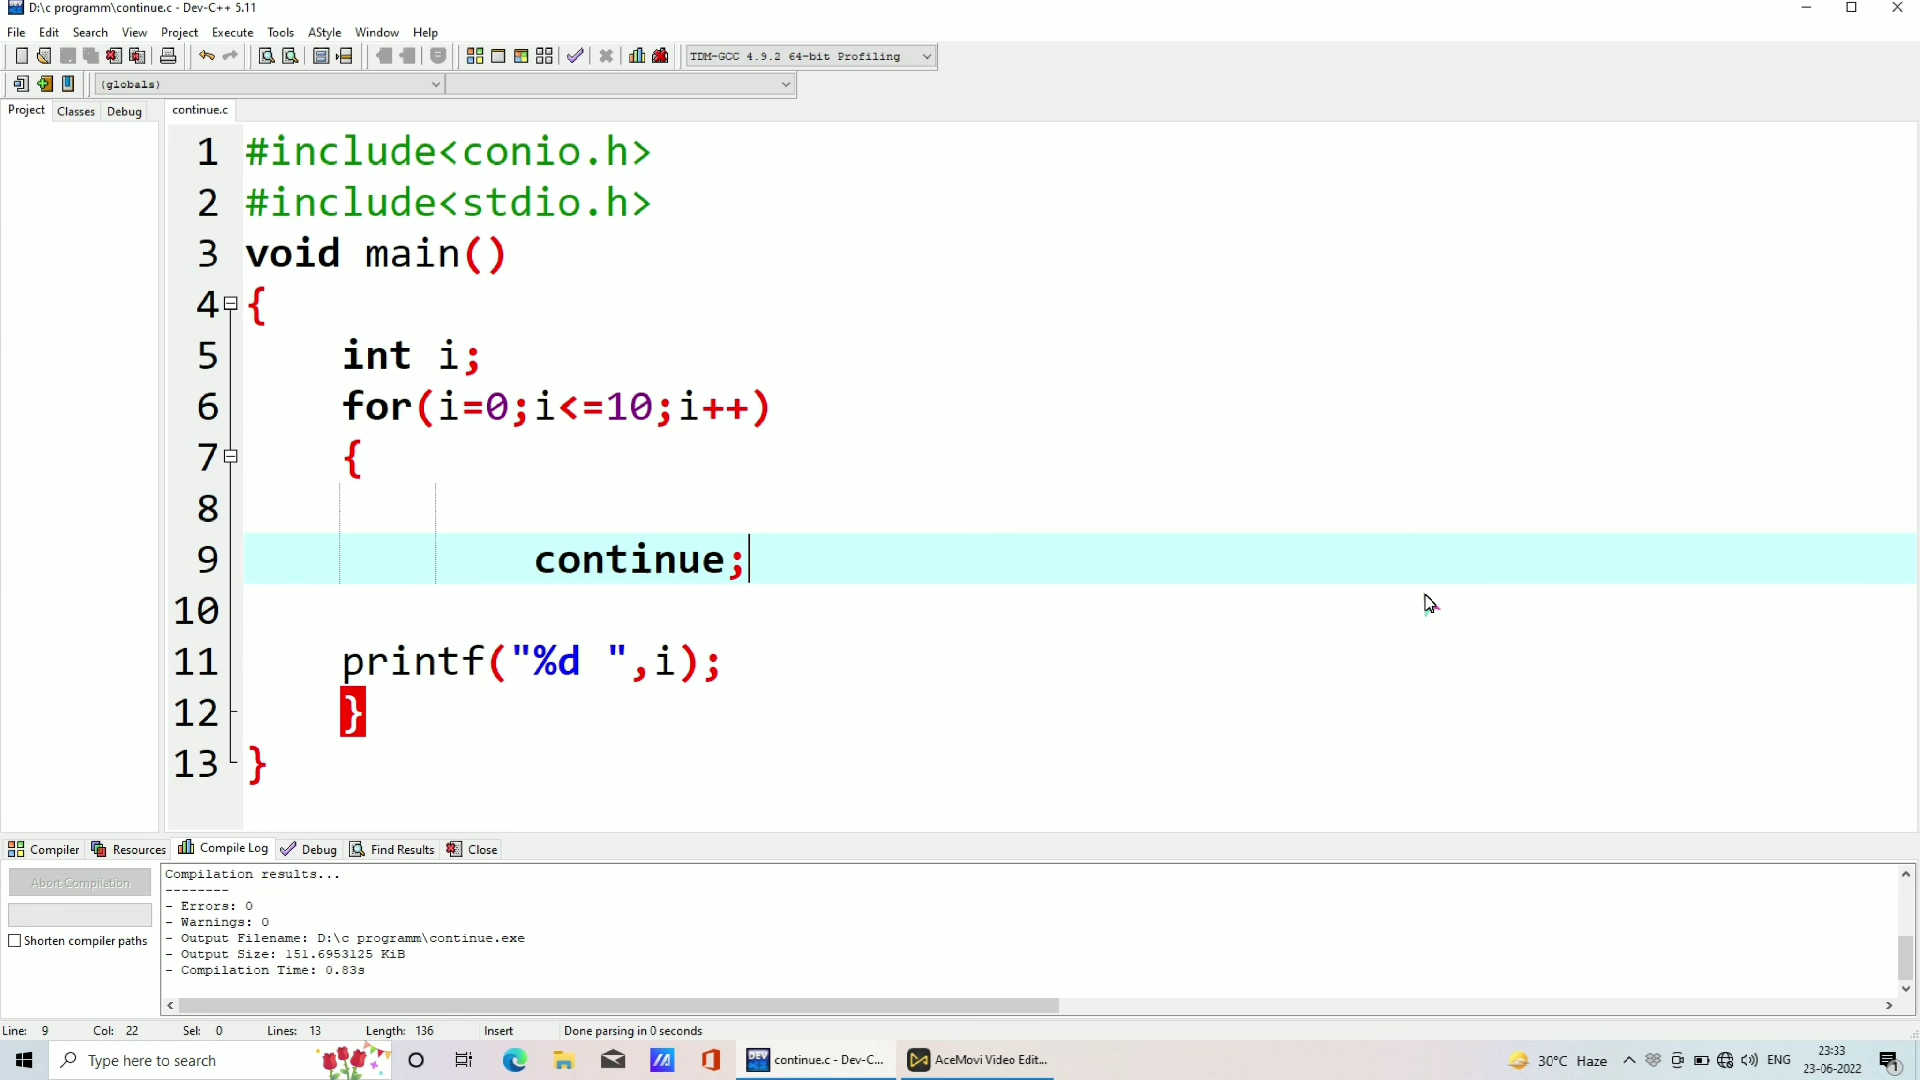 D:\c programm\continue.c - Dev-C++ 5.11
File Edit Search View Project Execute Tools AStyle Window Help
TDM-GCC 4.9.2 64-bit Profiling
(globals)
Project Classes Debug continue.c
1 #include<conio.h>
2 #include<stdio.h>
3 void main()
4 {
5 int i;
6 for(i=0;i<=10;i++)
7 {
8
9 continue;
10
11 printf("%d ",i);
12 }
13 }
Compiler Resources Compile Log Debug Find Results Close
Abort Compilation
Shorten compiler paths
Compilation results...
--------
- Errors: 0
- Warnings: 0
- Output Filename: D:\c programm\continue.exe
- Output Size: 151.6953125 KiB
- Compilation Time: 0.83s
Line: 9 Col: 22 Sel: 0 Lines: 13 Length: 136 Insert Done parsing in 0 seconds
Type here to search
DEV continue.c - Dev-C... AceMovi Video Edit... 30°C Haze ENG 23:33
23-06-2022 1